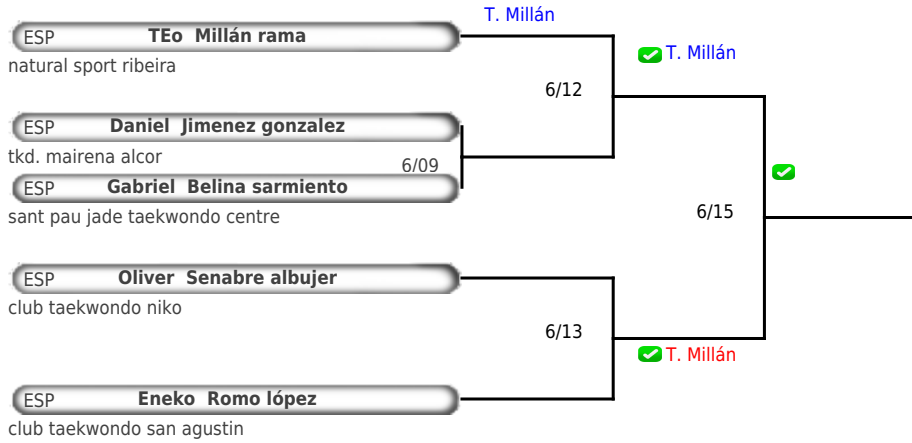 T. Millán
ESP TEo Millán rama
natural sport ribeira
T. Millán
6/12
ESP Daniel Jimenez gonzalez
tkd. mairena alcor
6/09
ESP Gabriel Belina sarmiento
sant pau jade taekwondo centre
6/15
ESP Oliver Senabre albujer
club taekwondo niko
6/13
T. Millán
ESP Eneko Romo lópez
club taekwondo san agustin